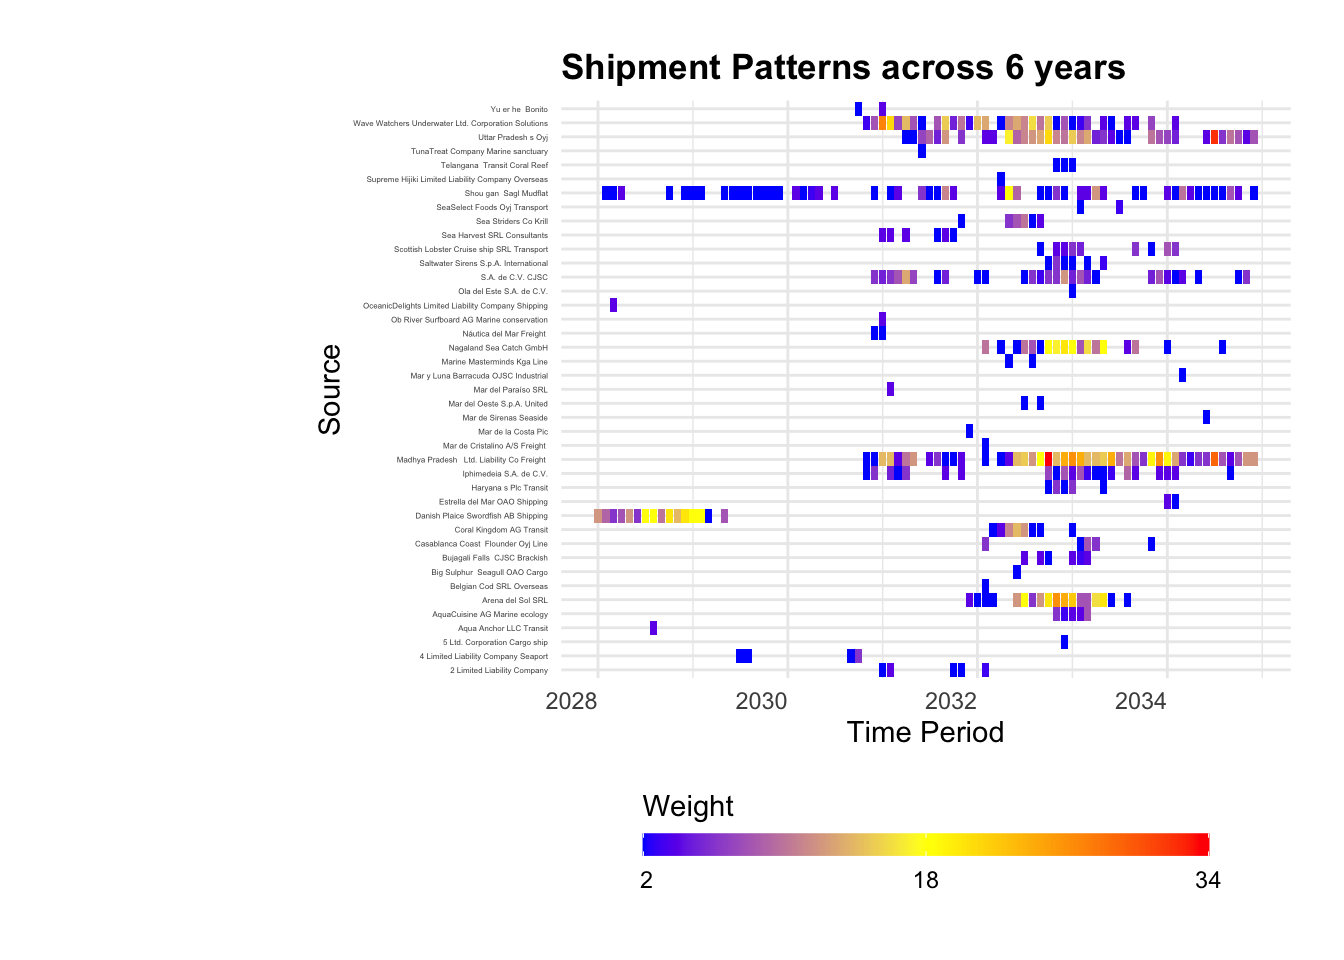 Shipment Patterns across 6 years
Yu er he  Bonito
Wave Watchers Underwater Ltd. Corporation Solutions
Uttar Pradesh s Oyj
TunaTreat Company Marine sanctuary
Telangana  Transit Coral Reef
Supreme Hijiki Limited Liability Company Overseas
Shou gan  Sagl Mudflat
SeaSelect Foods Oyj Transport
Sea Striders Co Krill
Sea Harvest SRL Consultants
Scottish Lobster Cruise ship SRL Transport
Saltwater Sirens S.p.A. International
S.A. de C.V. CJSC
Ola del Este S.A. de C.V.
OceanicDelights Limited Liability Company Shipping
Ob River Surfboard AG Marine conservation
Náutica del Mar Freight
Nagaland Sea Catch GmbH
Marine Masterminds Kga Line
Mar y Luna Barracuda OJSC Industrial
Mar del Paraíso SRL
Mar del Oeste S.p.A. United
Mar de Sirenas Seaside
Mar de la Costa Pic
Mar de Cristalino A/S Freight
Madhya Pradesh   Ltd. Liability Co Freight
Iphimedeia S.A. de C.V.
Haryana s Plc Transit
Estrella del Mar OAO Shipping
Danish Plaice Swordfish AB Shipping
Coral Kingdom AG Transit
Casablanca Coast  Flounder Oyj Line
Bujagali Falls  CJSC Brackish
Big Sulphur  Seagull OAO Cargo
Belgian Cod SRL Overseas
Arena del Sol SRL
AquaCuisine AG Marine ecology
Aqua Anchor LLC Transit
5 Ltd. Corporation Cargo ship
4 Limited Liability Company Seaport
2 Limited Liability Company
Source
2028 2030 2032 2034
Time Period
Weight
2 18 34